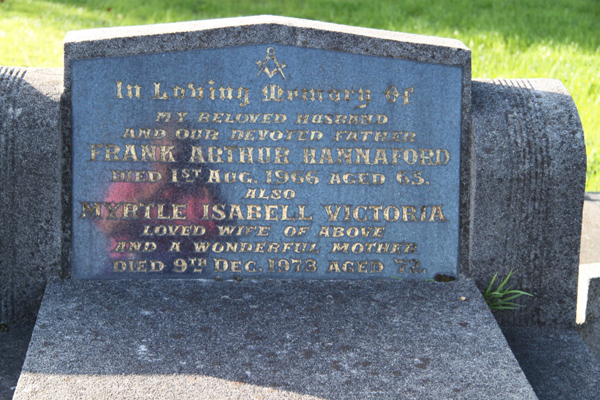 In Loving Memory of
MY BELOVED HUSBAND
AND OUR DEVOTED FATHER
FRANK ARTHUR HANNAFORD
DIED 1ST AUG. 1966 AGED 65.
ALSO
MYRTLE ISABELL VICTORIA
LOVED WIFE OF ABOVE
AND A WONDERFUL MOTHER
DIED 9TH DEC. 1973 AGED 72.